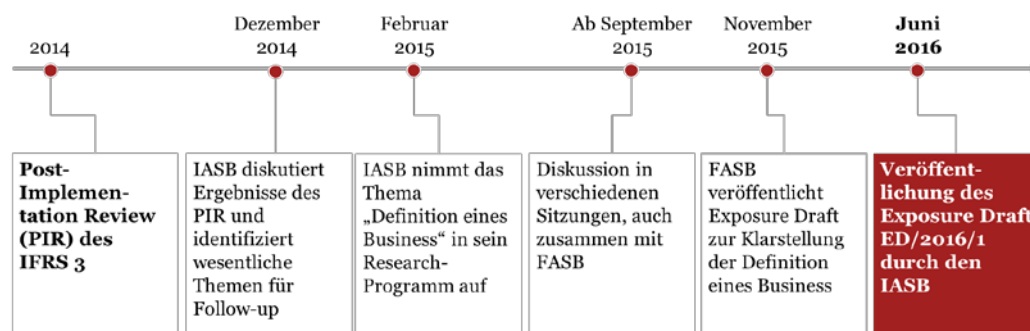 2014
Dezember
2014
Februar
2015
Ab September
2015
November
2015
Juni
2016
Post-
Implemen-
tation Review
(PIR) des
IFRS 3
IASB diskutiert
Ergebnisse des
PIR und
identifiziert
wesentliche
Themen für
Follow-up
IASB nimmt das
Thema
„Definition eines
Business“ in sein
Research-
Programm auf
Diskussion in
verschiedenen
Sitzungen, auch
zusammen mit
FASB
FASB
veröffentlicht
Exposure Draft
zur Klarstellung
der Definition
eines Business
Veröffent-
lichung des
Exposure Draft
ED/2016/1
durch den
IASB